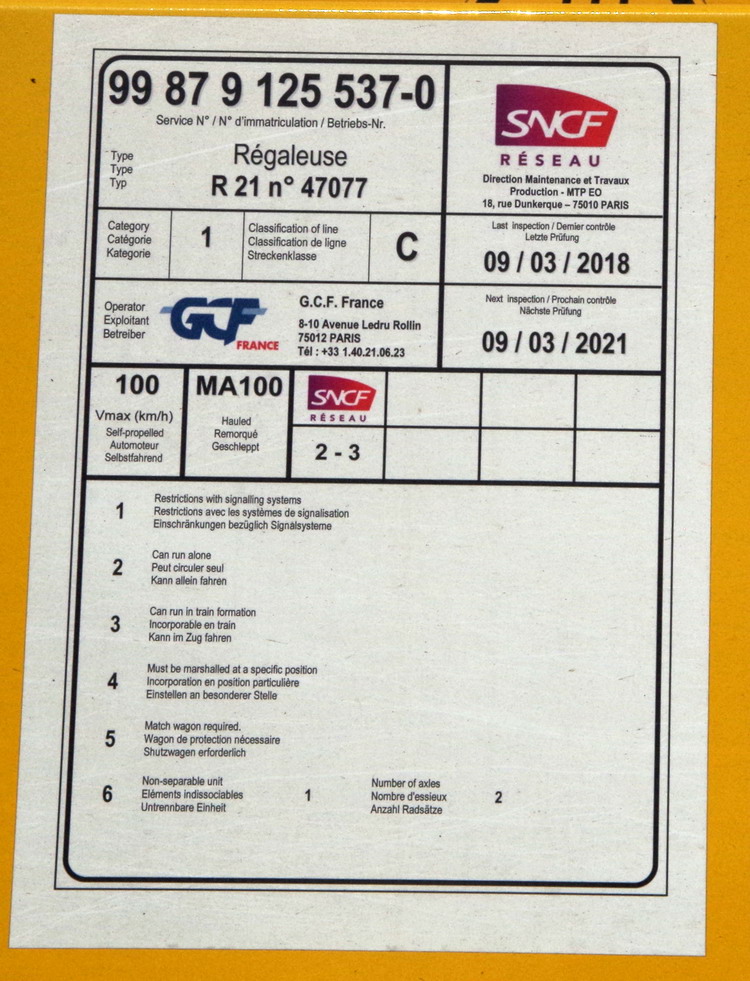 99 87 9 125 537-0
Service N° / N° d'immatriculation / Betriebs-Nr.
Type
Type
Typ
Régaleuse
R 21 n° 47077
SNCF
RÉSEAU
Direction Maintenance et Travaux
Production - MTP EO
18, rue Dunkerque – 75010 PARIS
Category
Catégorie
Kategorie
1
Classification of line
Classification de ligne
Streckenklasse
C
Last inspection / Dernier contrôle
Letzte Prüfung
09 / 03 / 2018
Operator
Exploitant
Betreiber
GCF
FRANCE
G.C.F. France
8-10 Avenue Ledru Rollin
75012 PARIS
Tél : +33 1.40.21.06.23
Next inspection / Prochain contrôle
Nächste Prüfung
09 / 03 / 2021
100
Vmax (km/h)
Self-propelled
Automoteur
Selbstfahrend
MA100
Hauled
Remorqué
Geschleppt
SNCF
RÉSEAU
2 - 3
1
Restrictions with signalling systems
Restrictions avec les systèmes de signalisation
Einschränkungen bezüglich Signalsysteme
2
Can run alone
Peut circuler seul
Kann allein fahren
3
Can run in train formation
Incorporable en train
Kann im Zug fahren
4
Must be marshalled at a specific position
Incorporation en position particulière
Einstellen an besonderer Stelle
5
Match wagon required.
Wagon de protection nécessaire
Shutzwagen erforderlich
6
Non-separable unit
Eléments indissociables
Untrennbare Einheit
1
Number of axles
Nombre d'essieux
Anzahl Radsätze
2